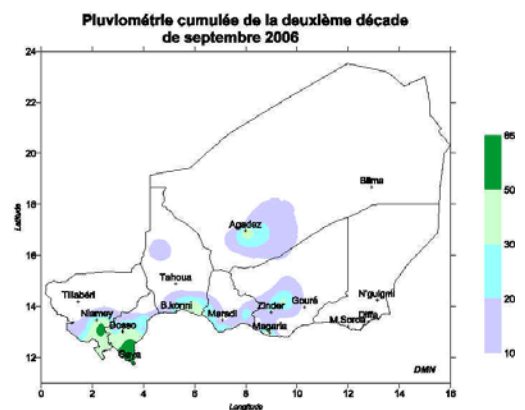 Pluviométrie cumulée de la deuxième décade
de septembre 2006
24
22
20
18
16
14
12
Latitude
Bilma
Agadez
Tahoua
Tillabéri
B.konni
N'guigmi
Niamey
Dosso
Maradi
Zinder
Gouré
Diffa
M.Soroa
Magaria
Gaya
DMN
0 2 4 6 8 10 12 14 16 18
Longitude
65
50
30
20
10